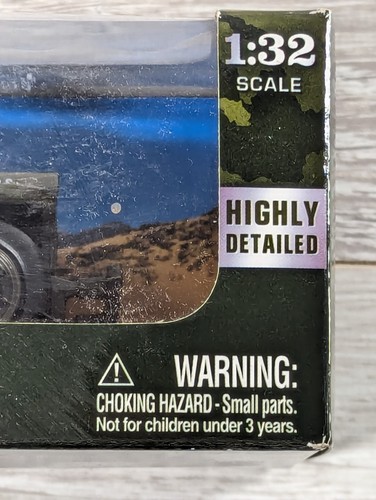 1:32
SCALE
HIGHLY
DETAILED
WARNING:
CHOKING HAZARD - Small parts.
Not for children under 3 years.